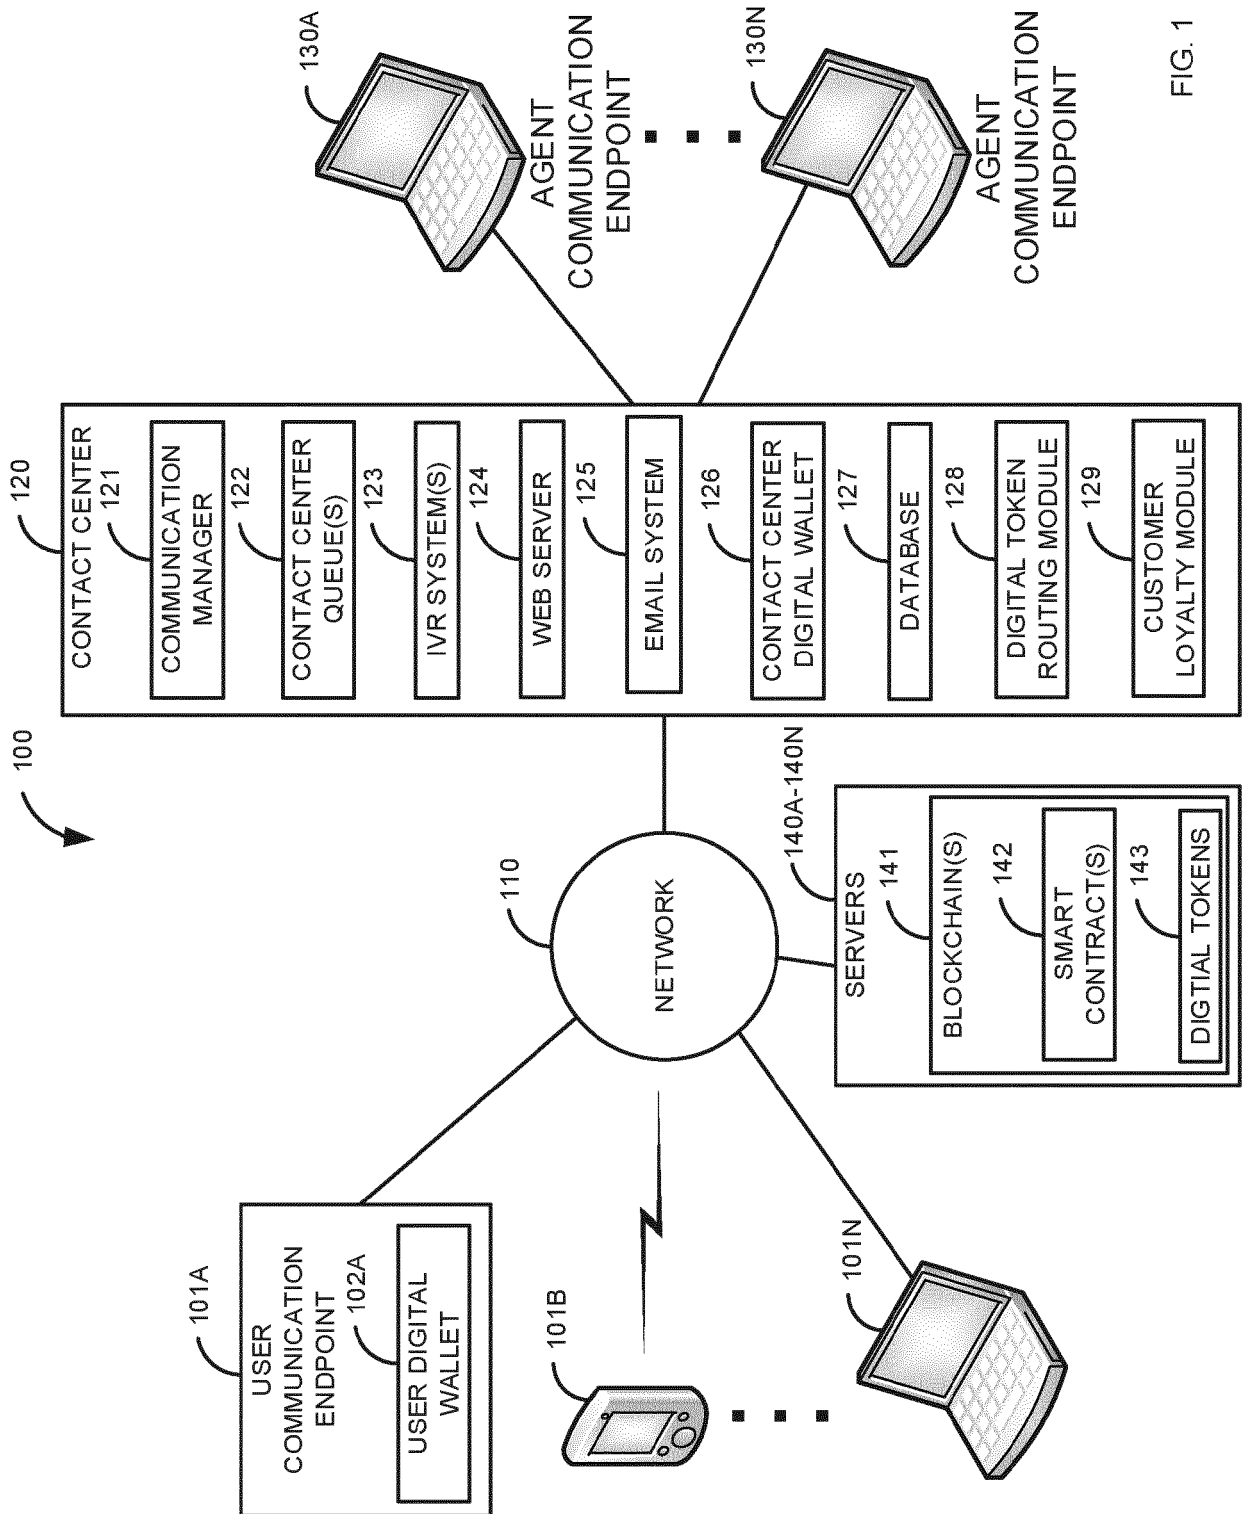 100
101A
USER
COMMUNICATION
ENDPOINT
102A
USER DIGITAL
WALLET
101B
101N
110
NETWORK
140A-140N
SERVERS
141
BLOCKCHAIN(S)
142
SMART
CONTRACT(S)
143
DIGTIAL TOKENS
120
CONTACT CENTER
121
COMMUNICATION
MANAGER
122
CONTACT CENTER
QUEUE(S)
123
IVR SYSTEM(S)
124
WEB SERVER
125
EMAIL SYSTEM
126
CONTACT CENTER
DIGITAL WALLET
127
DATABASE
128
DIGITAL TOKEN
ROUTING MODULE
129
CUSTOMER
LOYALTY MODULE
130A
AGENT
COMMUNICATION
ENDPOINT
130N
AGENT
COMMUNICATION
ENDPOINT
FIG. 1